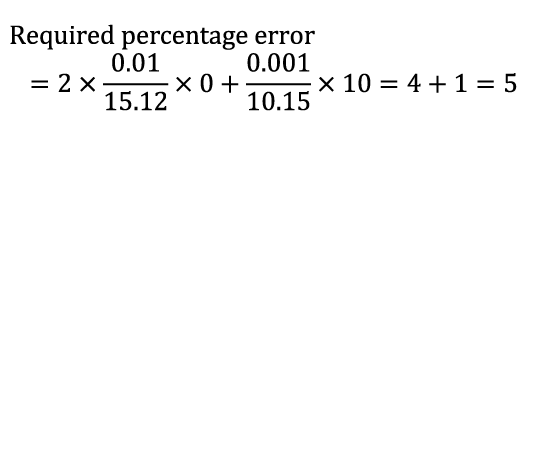 Required percentage error
= 2 × 0.01/15.12 × 0 + 0.001/10.15 × 10 = 4 + 1 = 5